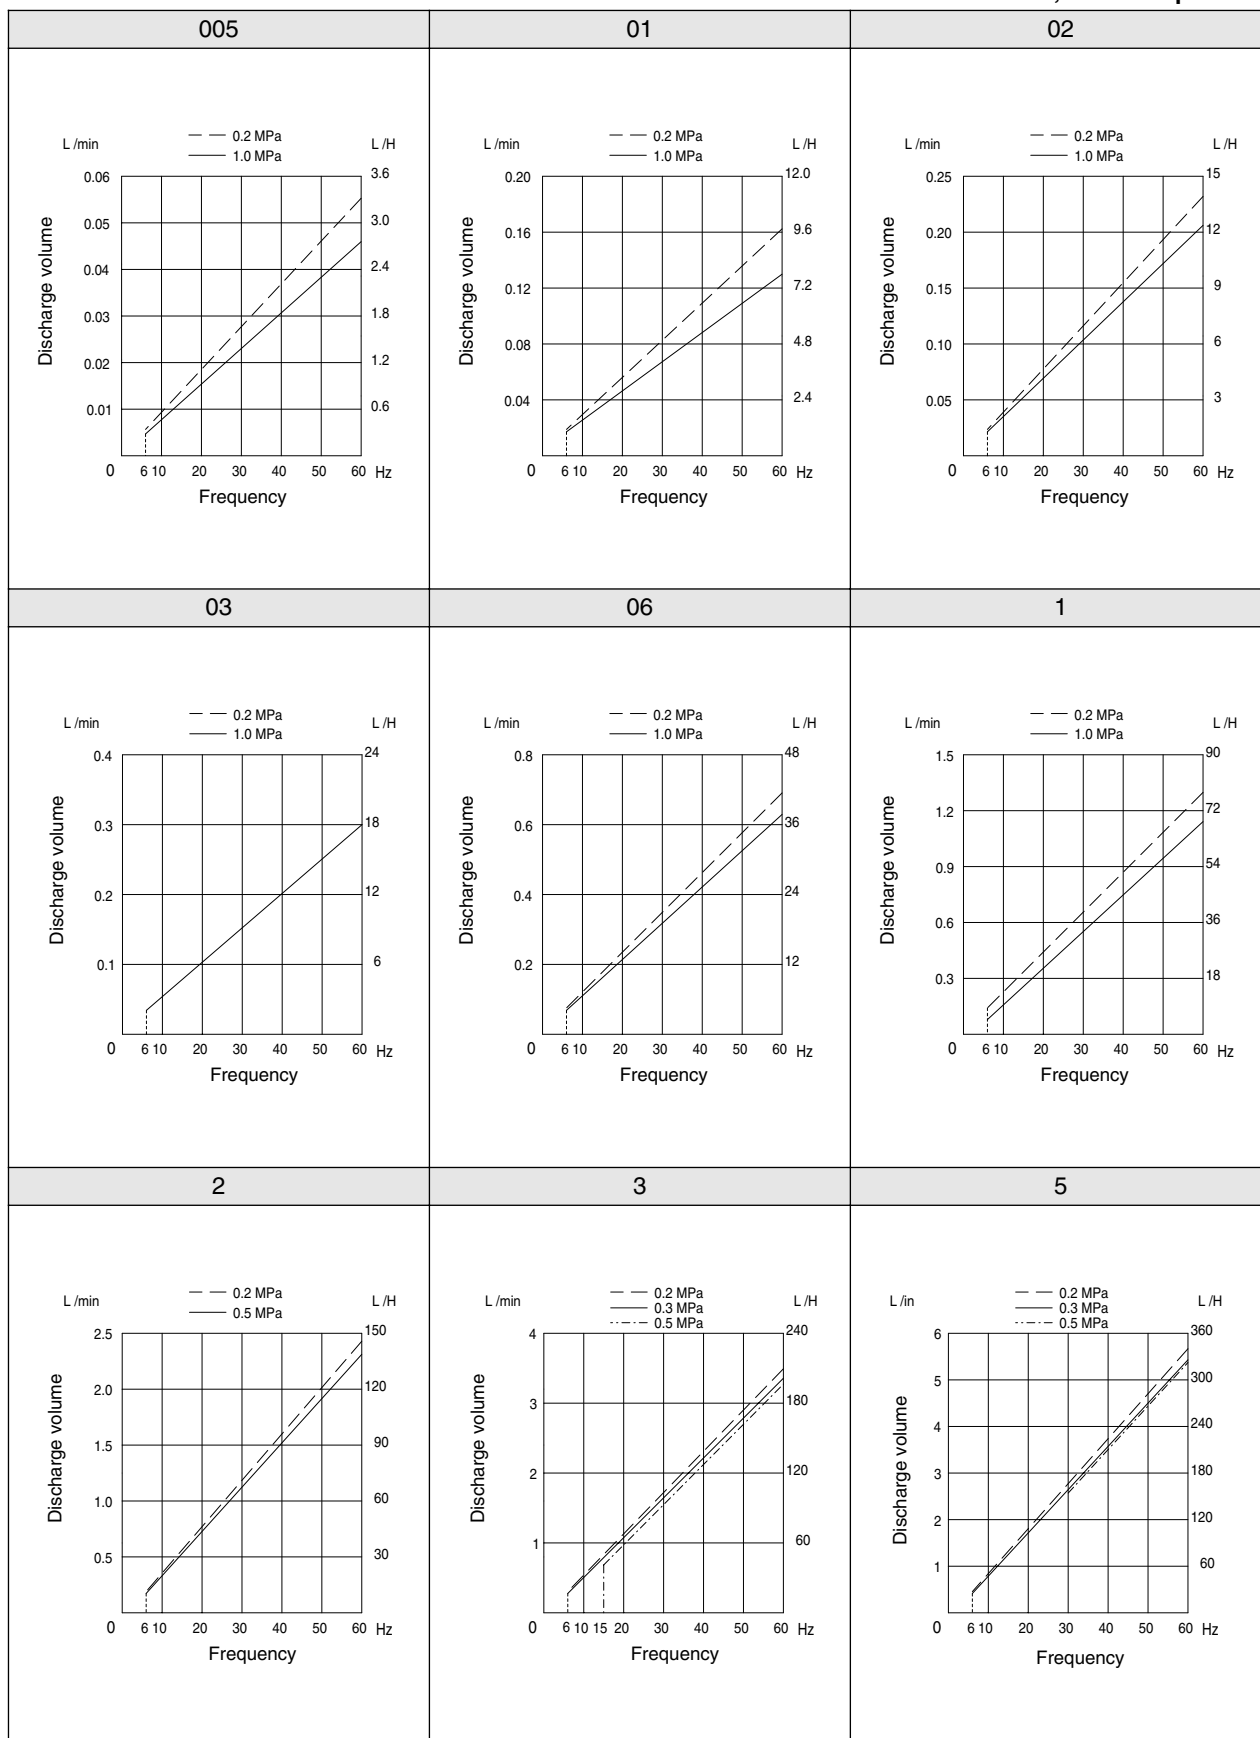 005 01 02
L /min 0.2 MPa L /H
1.0 MPa
0.06 3.6
0.05 3.0
0.04 2.4
0.03 1.8
0.02 1.2
0.01 0.6
Discharge volume
0 6 10 20 30 40 50 60 Hz
Frequency
L /min 0.2 MPa L /H
1.0 MPa
0.20 12.0
0.16 9.6
0.12 7.2
0.08 4.8
0.04 2.4
Discharge volume
0 6 10 20 30 40 50 60 Hz
Frequency
L /min 0.2 MPa L /H
1.0 MPa
0.25 15
0.20 12
0.15 9
0.10 6
0.05 3
Discharge volume
0 6 10 20 30 40 50 60 Hz
Frequency
03 06 1
L /min 0.2 MPa L /H
1.0 MPa
0.4 24
0.3 18
0.2 12
0.1 6
Discharge volume
0 6 10 20 30 40 50 60 Hz
Frequency
L /min 0.2 MPa L /H
1.0 MPa
0.8 48
0.6 36
0.4 24
0.2 12
Discharge volume
0 6 10 20 30 40 50 60 Hz
Frequency
L /min 0.2 MPa L /H
1.0 MPa
1.5 90
1.2 72
0.9 54
0.6 36
0.3 18
Discharge volume
0 6 10 20 30 40 50 60 Hz
Frequency
2 3 5
L /min 0.2 MPa L /H
0.5 MPa
2.5 150
2.0 120
1.5 90
1.0 60
0.5 30
Discharge volume
0 6 10 20 30 40 50 60 Hz
Frequency
L /min 0.2 MPa L /H
0.3 MPa
0.5 MPa
4 240
3 180
2 120
1 60
Discharge volume
0 6 10 15 20 30 40 50 60 Hz
Frequency
L /in 0.2 MPa L /H
0.3 MPa
0.5 MPa
6 360
5 300
4 240
3 180
2 120
1 60
Discharge volume
0 6 10 20 30 40 50 60 Hz
Frequency